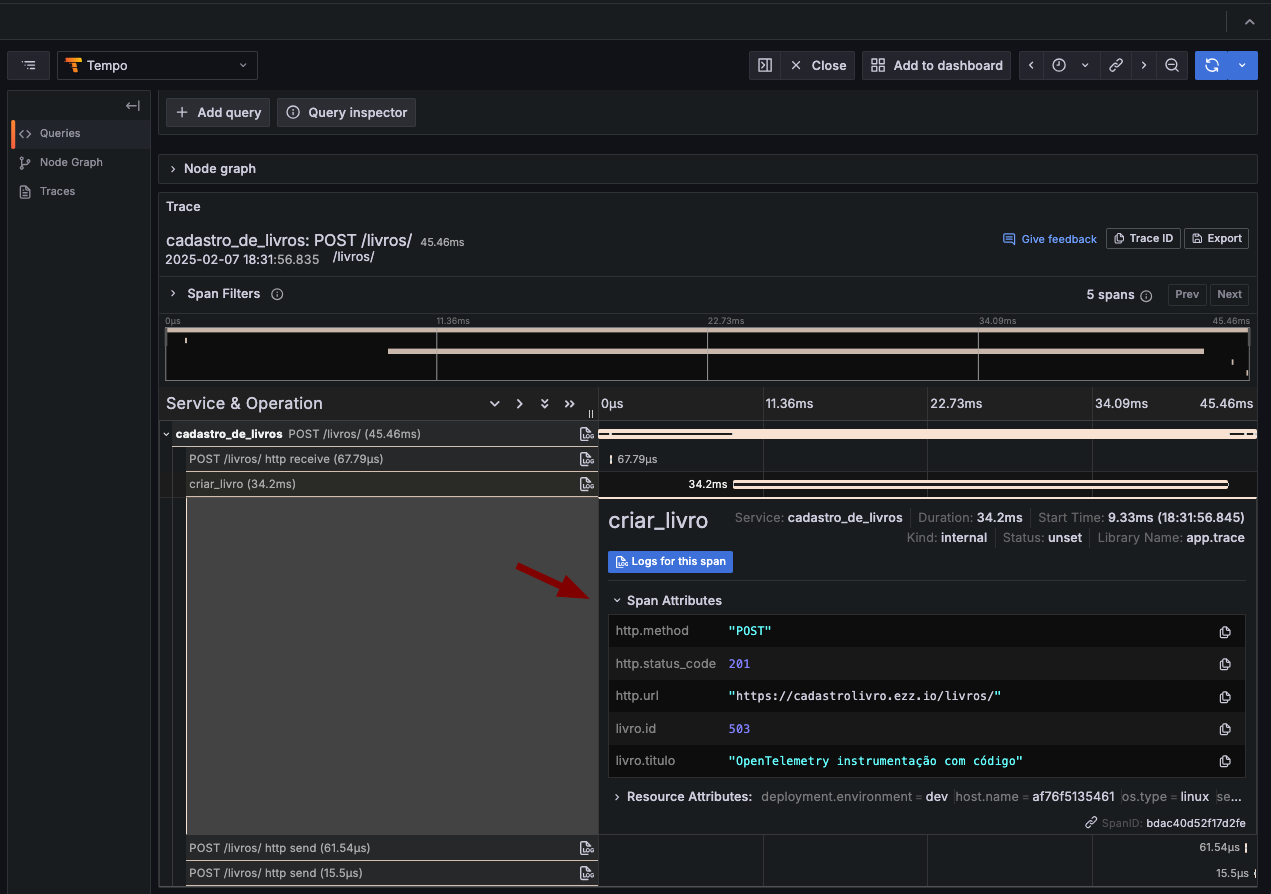 Tempo
Close
Add to dashboard
Queries
Node Graph
Traces
+ Add query
Query inspector
Node graph
Trace
cadastro_de_livros: POST /livros/ 45.46ms
2025-02-07 18:31:56.835 /livros/
Give feedback
Trace ID
Export
Span Filters
5 spans
Prev
Next
0μs 11.36ms 22.73ms 34.09ms 45.46ms
Service & Operation
0μs 11.36ms 22.73ms 34.09ms 45.46ms
cadastro_de_livros POST /livros/ (45.46ms)
LOG
POST /livros/ http receive (67.79μs)
LOG
67.79μs
criar_livro (34.2ms)
LOG
34.2ms
criar_livro
Service: cadastro_de_livros Duration: 34.2ms Start Time: 9.33ms (18:31:56.845)
Kind: internal Status: unset Library Name: app.trace
LOG Logs for this span
Span Attributes
http.method "POST"
http.status_code 201
http.url "https://cadastrolivro.ezz.io/livros/"
livro.id 503
livro.titulo "OpenTelemetry instrumentação com código"
Resource Attributes: deployment.environment = dev host.name = af76f5135461 os.type = linux se...
SpanID: bdac40d52f17d2fe
POST /livros/ http send (61.54μs)
LOG
61.54μs
POST /livros/ http send (15.5μs)
LOG
15.5μs